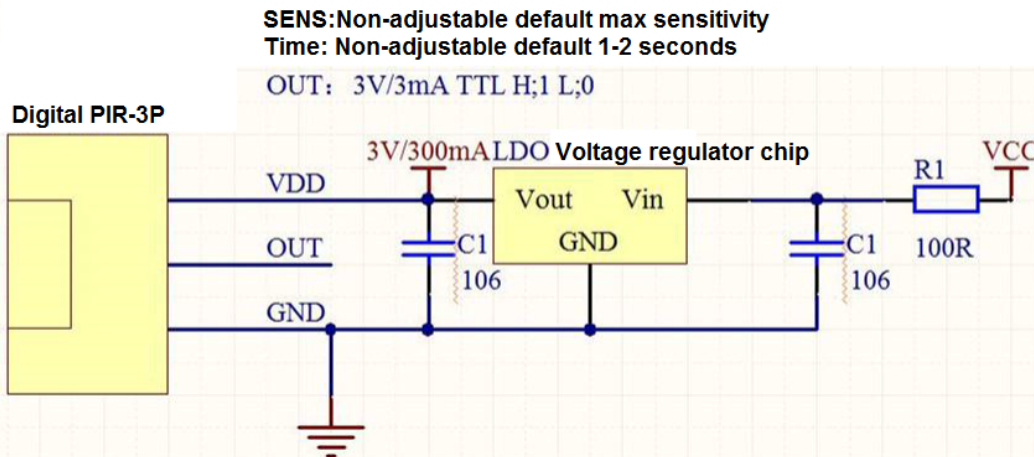 SENS:Non-adjustable default max sensitivity
Time: Non-adjustable default 1-2 seconds
OUT: 3V/3mA TTL H;1 L;0
Digital PIR-3P
3V/300mALDO Voltage regulator chip
VCC
VDD
Vout
Vin
R1
OUT
C1
GND
C1
100R
106
106
GND